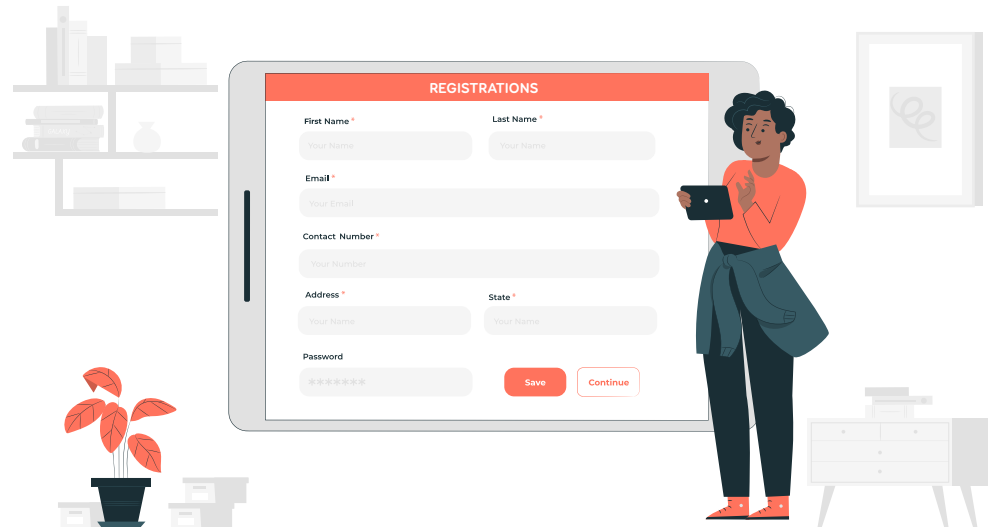 REGISTRATIONS
First Name * Last Name *
Your Name Your Name
Email *
Your Email
Contact Number *
Your Number
Address * State *
Your Name Your Name
Password
******* Save Continue